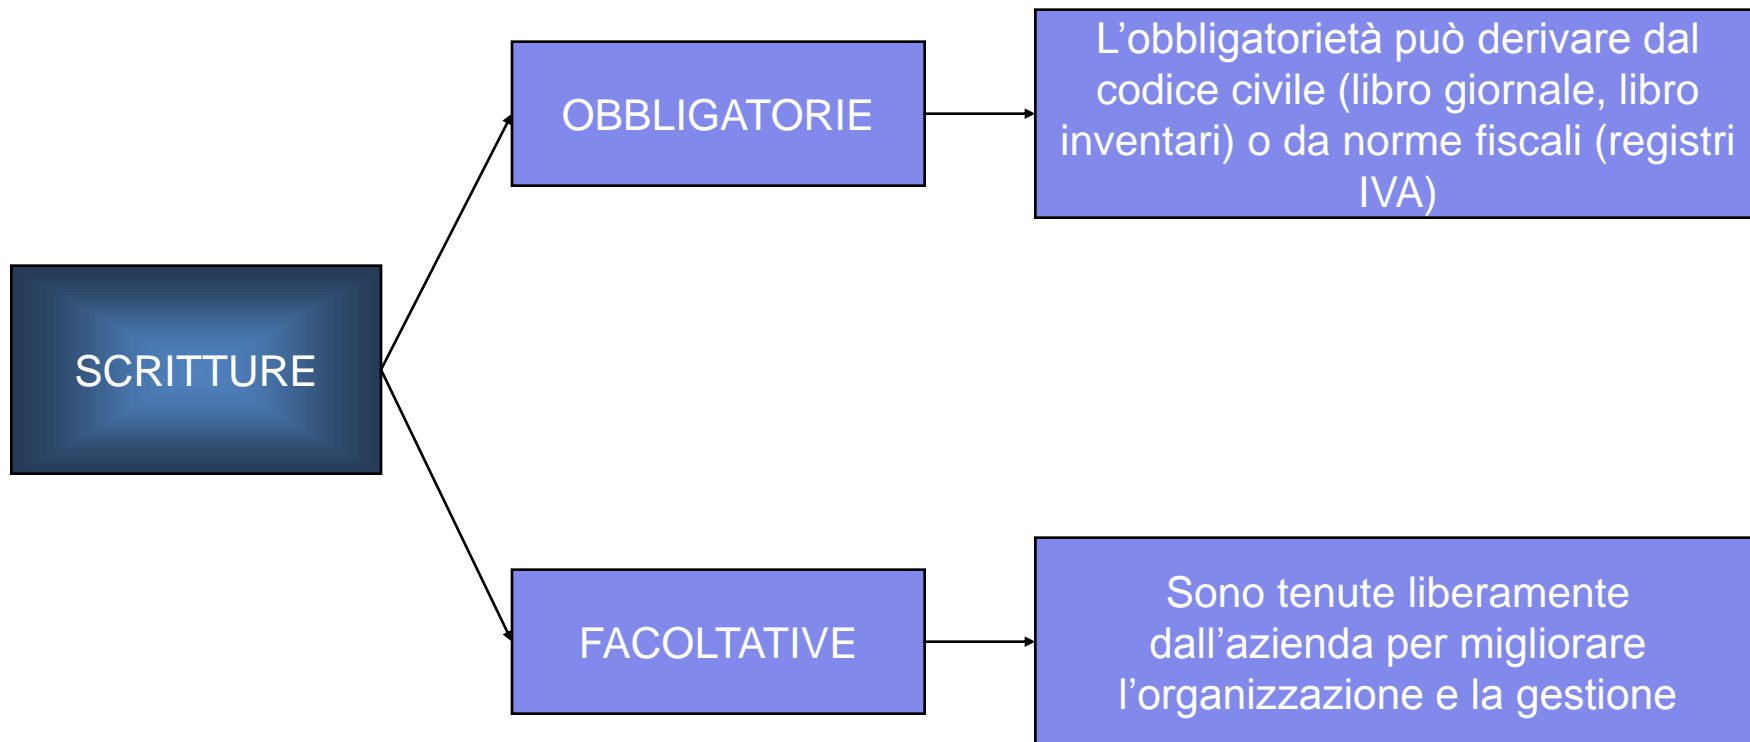 SCRITTURE
OBBLIGATORIE
L’obbligatorietà può derivare dal
codice civile (libro giornale, libro
inventari) o da norme fiscali (registri
IVA)
FACOLTATIVE
Sono tenute liberamente
dall’azienda per migliorare
l’organizzazione e la gestione